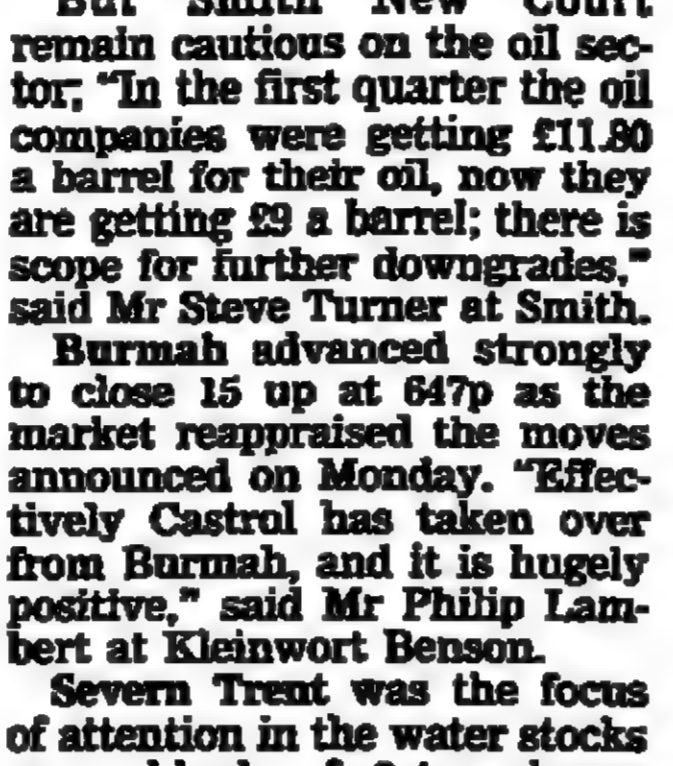 But Smith New Court
remain cautious on the oil sec-
tor; "In the first quarter the oil
companies were getting £11.80
a barrel for their oil, now they
are getting £9 a barrel; there is
scope for further downgrades,"
said Mr Steve Turner at Smith.
Burmah advanced strongly
to close 15 up at 647p as the
market reappraised the moves
announced on Monday. "Effec-
tively Castrol has taken over
from Burmah, and it is hugely
positive," said Mr Philip Lam-
bert at Kleinwort Benson.
Severn Trent was the focus
of attention in the water stocks